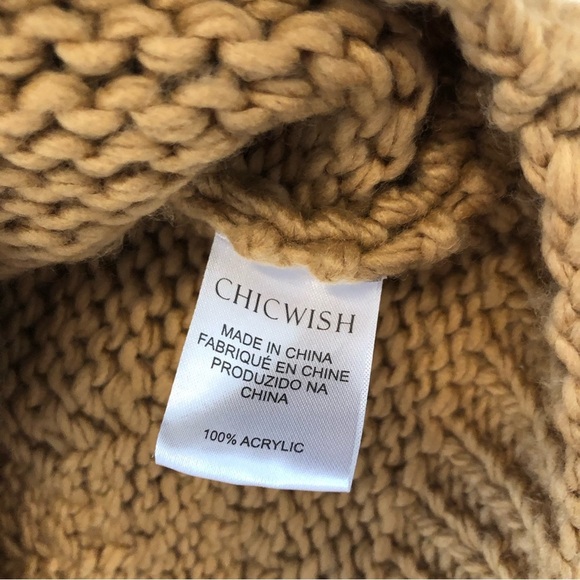 CHICWISH
MADE IN CHINA
FABRIQUÉ EN CHINE
PRODUZIDO NA
CHINA
100% ACRYLIC